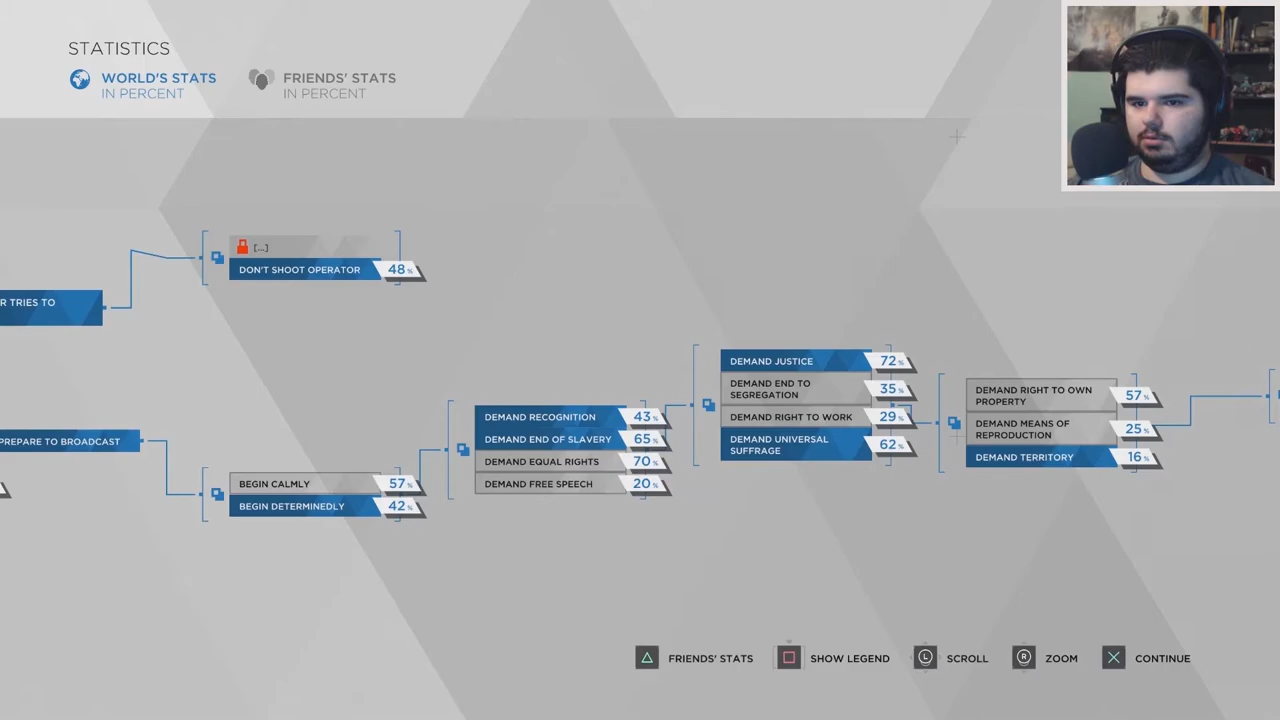 STATISTICS
WORLD'S STATS
IN PERCENT
FRIENDS' STATS
IN PERCENT
[...]
DON'T SHOOT OPERATOR 48%
R TRIES TO
PREPARE TO BROADCAST
BEGIN CALMLY 57%
BEGIN DETERMINEDLY 42%
DEMAND RECOGNITION 43%
DEMAND END OF SLAVERY 65%
DEMAND EQUAL RIGHTS 70%
DEMAND FREE SPEECH 20%
DEMAND JUSTICE 72%
DEMAND END TO
SEGREGATION 35%
DEMAND RIGHT TO WORK 29%
DEMAND UNIVERSAL
SUFFRAGE 62%
DEMAND RIGHT TO OWN
PROPERTY 57%
DEMAND MEANS OF
REPRODUCTION 25%
DEMAND TERRITORY 16%
FRIENDS' STATS
SHOW LEGEND
L SCROLL
R ZOOM
CONTINUE